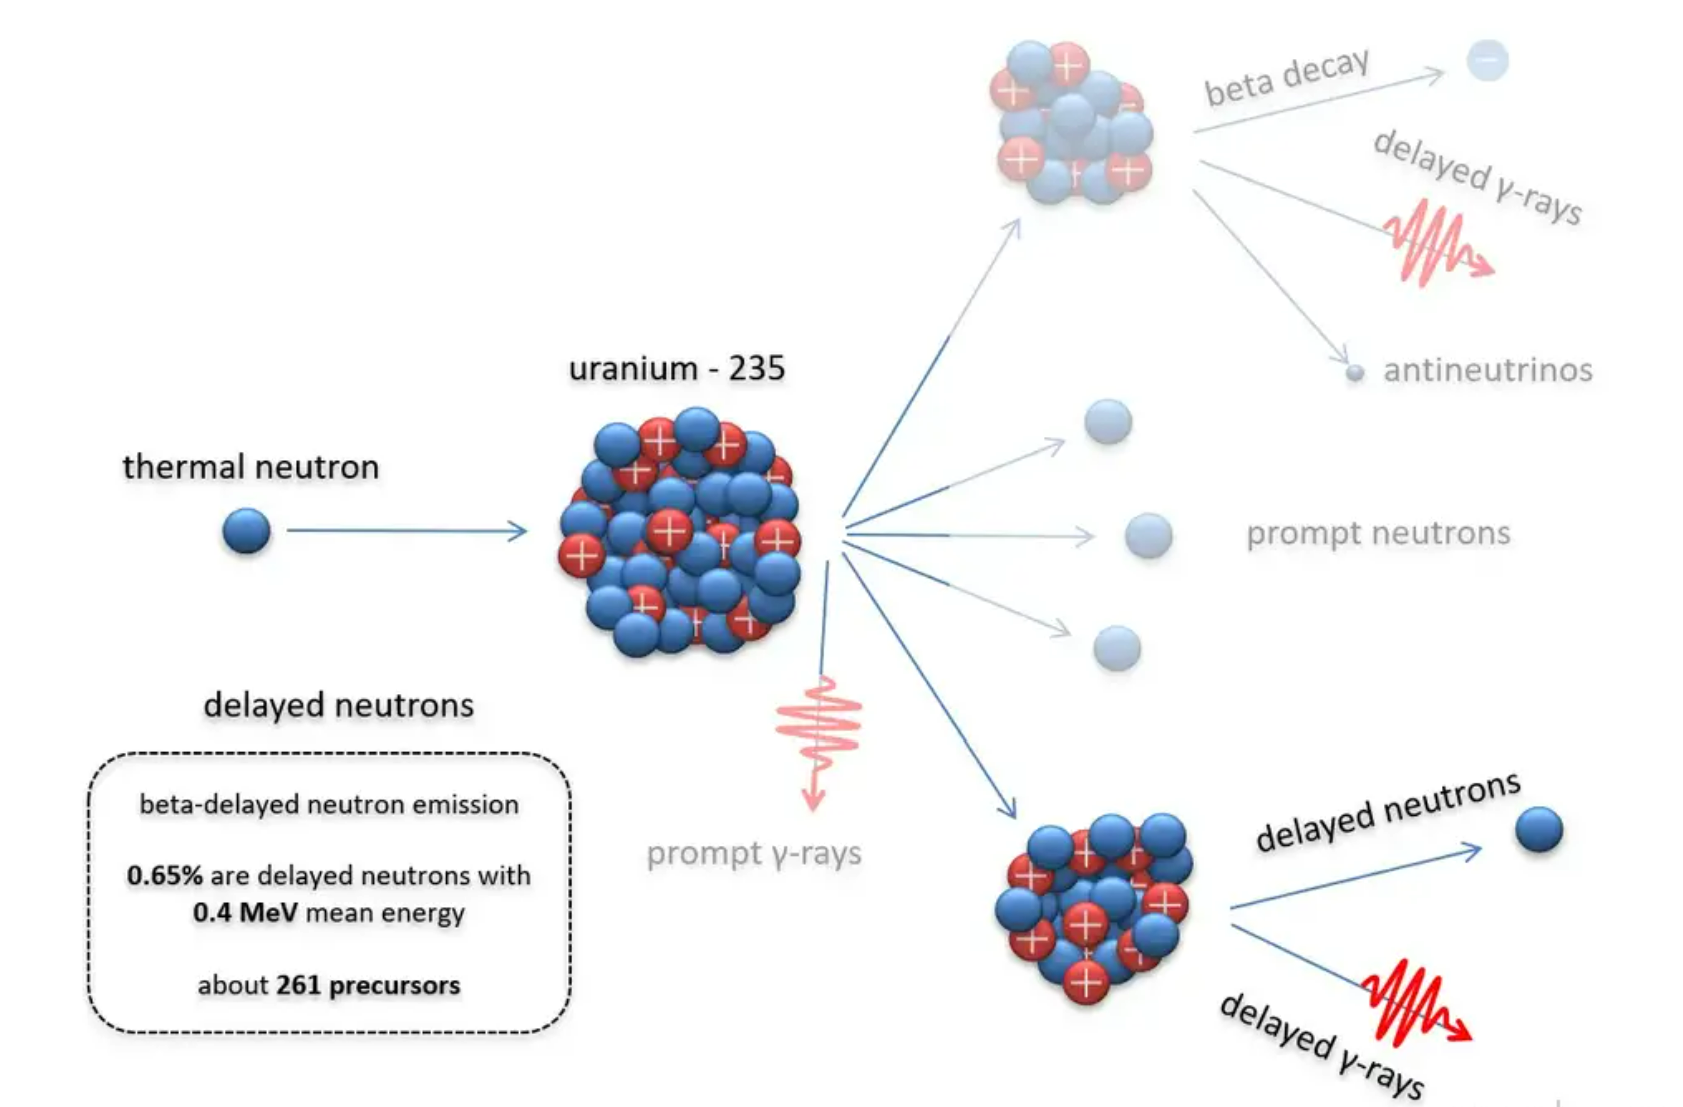 beta decay
delayed γ-rays
antineutrinos
uranium - 235
thermal neutron
prompt neutrons
delayed neutrons
beta-delayed neutron emission
0.65% are delayed neutrons with
0.4 MeV mean energy
about 261 precursors
prompt γ-rays
delayed neutrons
delayed γ-rays